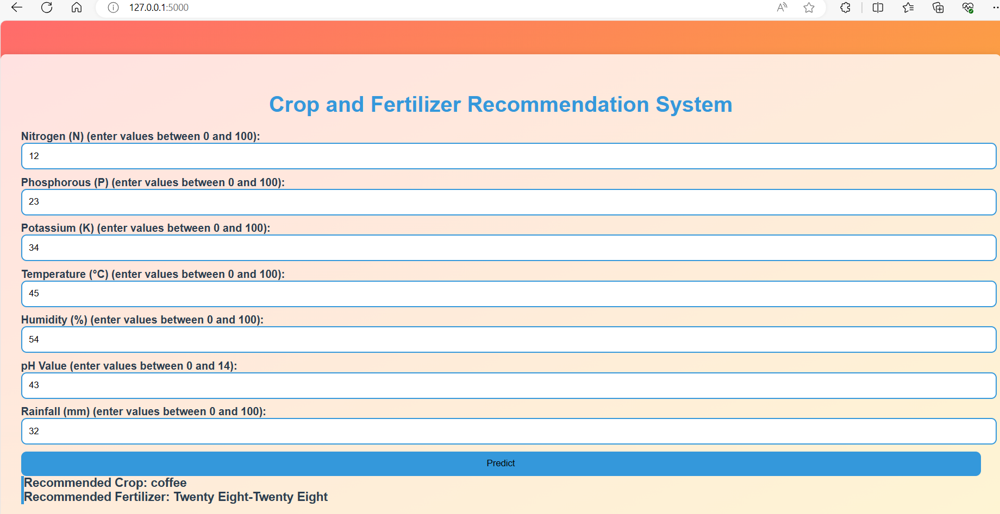 127.0.0.1:5000
Crop and Fertilizer Recommendation System
Nitrogen (N) (enter values between 0 and 100):
12
Phosphorous (P) (enter values between 0 and 100):
23
Potassium (K) (enter values between 0 and 100):
34
Temperature (°C) (enter values between 0 and 100):
45
Humidity (%) (enter values between 0 and 100):
54
pH Value (enter values between 0 and 14):
43
Rainfall (mm) (enter values between 0 and 100):
32
Predict
Recommended Crop: coffee
Recommended Fertilizer: Twenty Eight-Twenty Eight